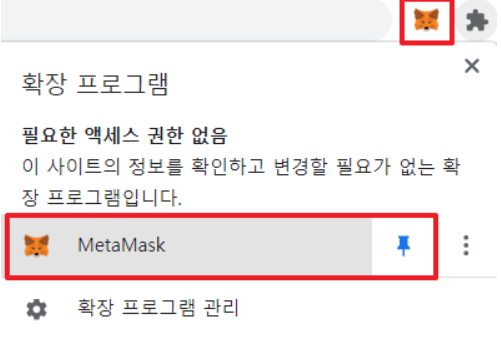 확장 프로그램
필요한 액세스 권한 없음
이 사이트의 정보를 확인하고 변경할 필요가 없는 확
장 프로그램입니다.
MetaMask
확장 프로그램 관리